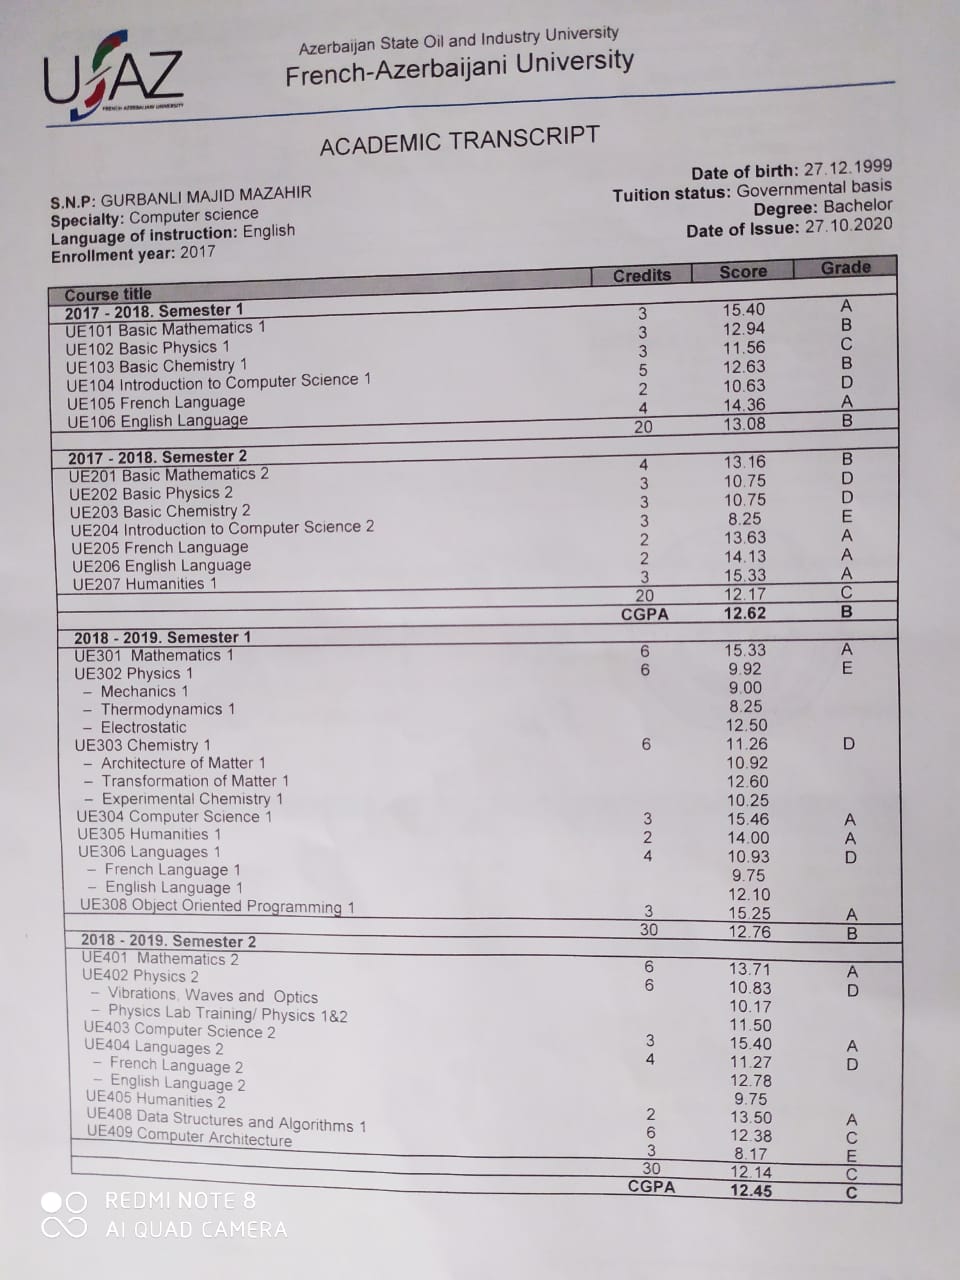 USAZ
FRENCH-AZERBAIJANI UNIVERSITY
Azerbaijan State Oil and Industry University
French-Azerbaijani University
ACADEMIC TRANSCRIPT
S.N.P: GURBANLI MAJID MAZAHIR
Specialty: Computer science
Language of instruction: English
Enrollment year: 2017
Date of birth: 27.12.1999
Tuition status: Governmental basis
Degree: Bachelor
Date of Issue: 27.10.2020
Course title Credits Score Grade
2017 - 2018. Semester 1
UE101 Basic Mathematics 1 3 15.40 A
UE102 Basic Physics 1 3 12.94 B
UE103 Basic Chemistry 1 3 11.56 C
UE104 Introduction to Computer Science 1 5 12.63 B
UE105 French Language 2 10.63 D
UE106 English Language 4 14.36 A
20 13.08 B
2017 - 2018. Semester 2
UE201 Basic Mathematics 2 4 13.16 B
UE202 Basic Physics 2 3 10.75 D
UE203 Basic Chemistry 2 3 10.75 D
UE204 Introduction to Computer Science 2 3 8.25 E
UE205 French Language 2 13.63 A
UE206 English Language 2 14.13 A
UE207 Humanities 1 3 15.33 A
20 12.17 C
CGPA 12.62 B
2018 - 2019. Semester 1
UE301 Mathematics 1 6 15.33 A
UE302 Physics 1 6 9.92 E
– Mechanics 1 9.00
– Thermodynamics 1 8.25
– Electrostatic 12.50
UE303 Chemistry 1 6 11.26 D
– Architecture of Matter 1 10.92
– Transformation of Matter 1 12.60
– Experimental Chemistry 1 10.25
UE304 Computer Science 1 3 15.46 A
UE305 Humanities 1 2 14.00 A
UE306 Languages 1 4 10.93 D
– French Language 1 9.75
– English Language 1 12.10
UE308 Object Oriented Programming 1 3 15.25 A
30 12.76 B
2018 - 2019. Semester 2
UE401 Mathematics 2 6 13.71 A
UE402 Physics 2 6 10.83 D
– Vibrations, Waves and Optics 10.17
– Physics Lab Training/ Physics 1&2 11.50
UE403 Computer Science 2 3 15.40 A
UE404 Languages 2 4 11.27 D
– French Language 2 12.78
– English Language 2 9.75
UE405 Humanities 2 2 13.50 A
UE408 Data Structures and Algorithms 1 6 12.38 C
UE409 Computer Architecture 3 8.17 E
30 12.14 C
CGPA 12.45 C
REDMI NOTE 8
AI QUAD CAMERA